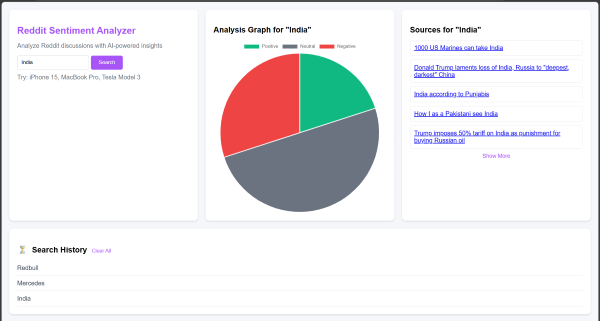 Reddit Sentiment Analyzer
Analyze Reddit discussions with AI-powered insights
India
Search
Try: iPhone 15, MacBook Pro, Tesla Model 3
Analysis Graph for "India"
Positive
Neutral
Negative
Sources for "India"
1000 US Marines can take India
Donald Trump laments loss of India, Russia to "deepest,
darkest" China
India according to Punjabis
How I as a Pakistani see India
Trump imposes 50% tariff on India as punishment for
buying Russian oil
Show More
Search History
Clear All
Redbull
Mercedes
India